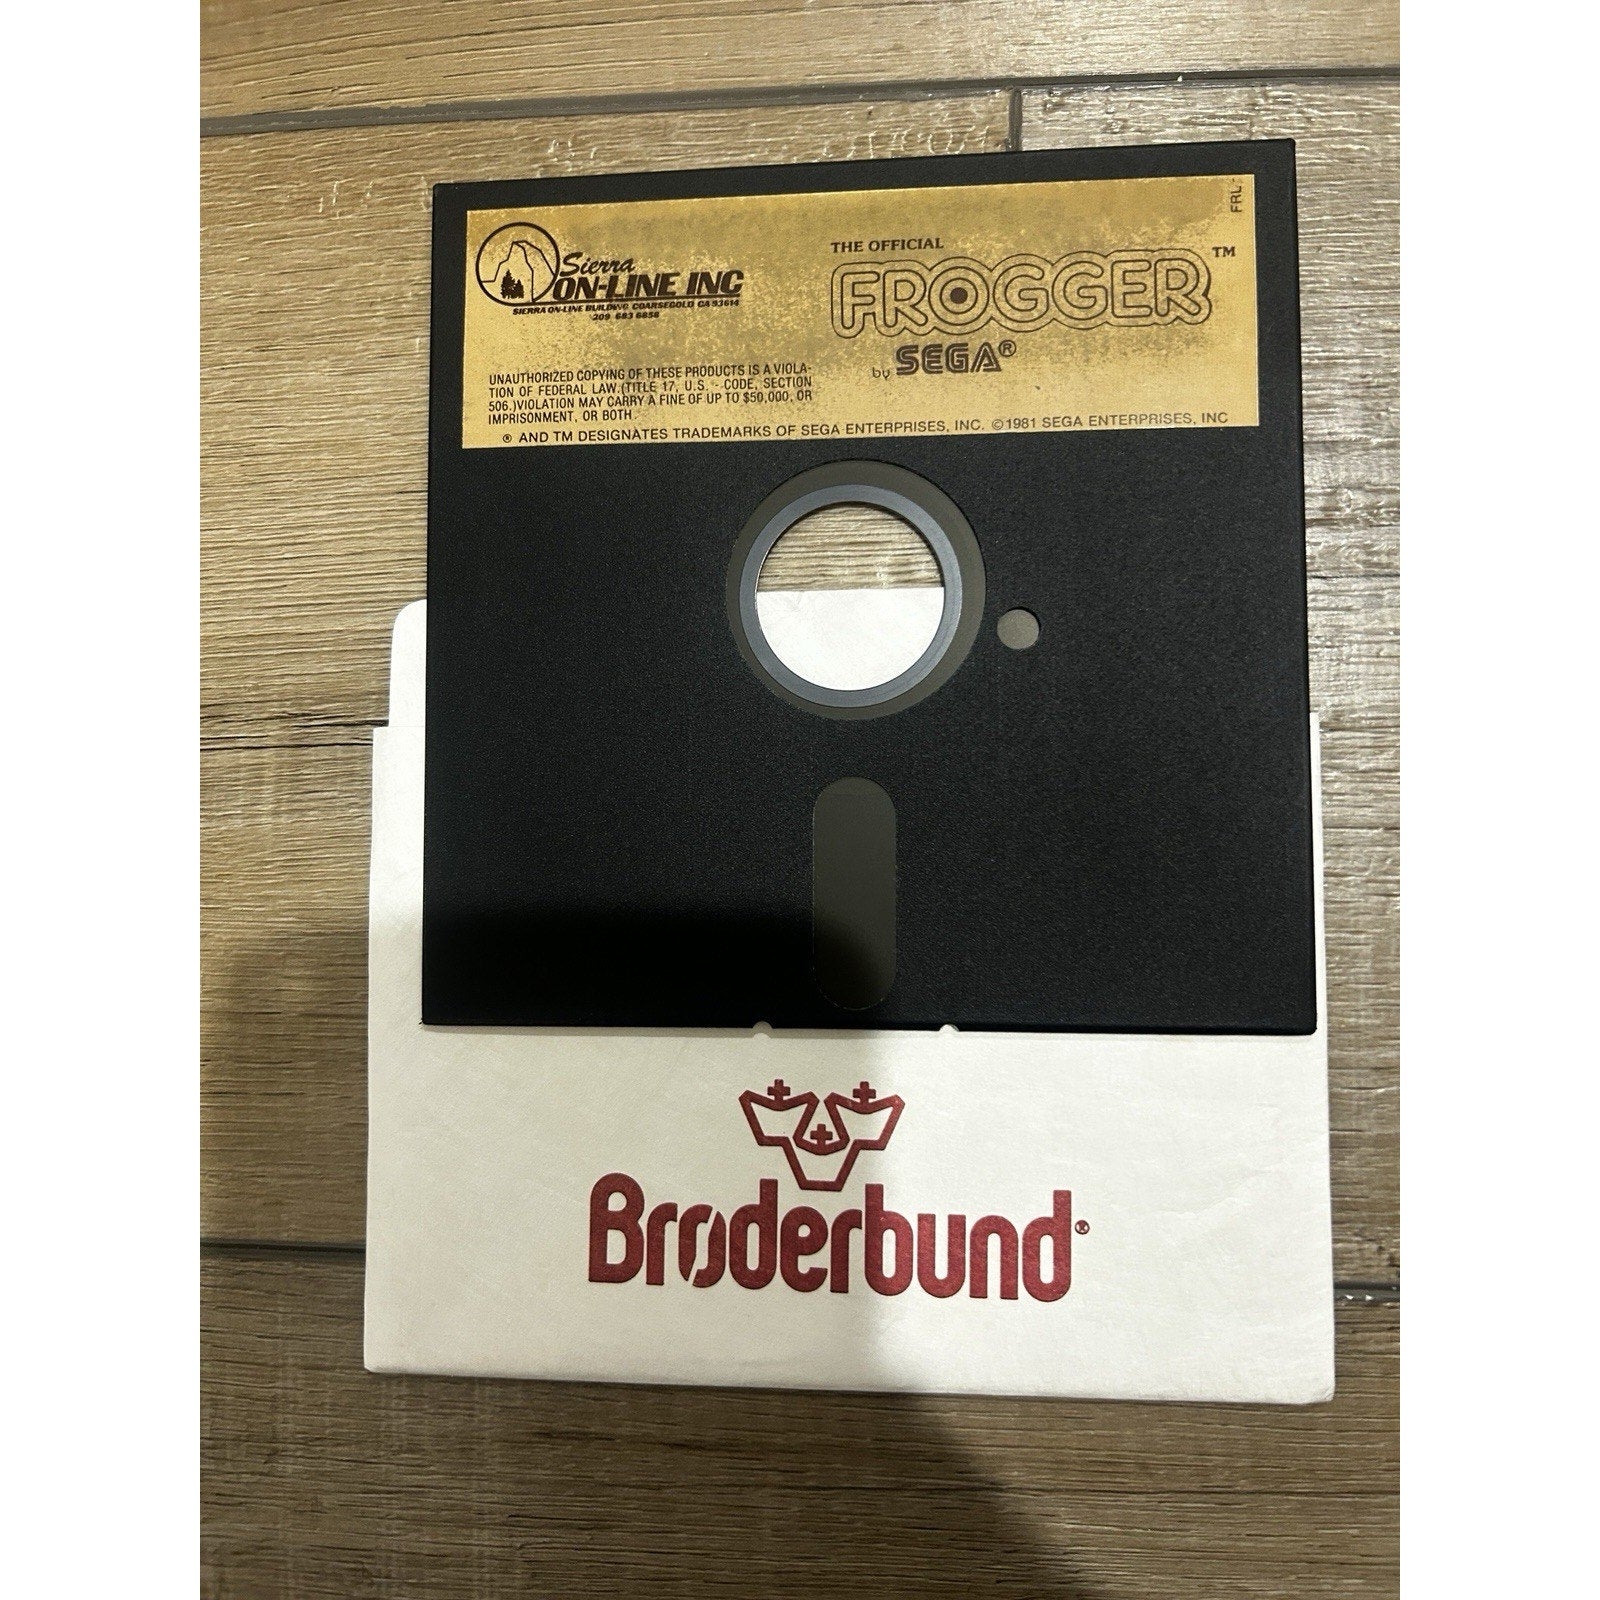 Sierra
ON-LINE INC
SIERRA ON-LINE BUILDING COARSEGOLD CA 93614
209 683 6858
UNAUTHORIZED COPYING OF THESE PRODUCTS IS A VIOLA-
TION OF FEDERAL LAW.(TITLE 17, U.S. - CODE, SECTION
506.)VIOLATION MAY CARRY A FINE OF UP TO $50,000, OR
IMPRISONMENT, OR BOTH.
THE OFFICIAL
FROGGER™
by SEGA®
FRL-
® AND TM DESIGNATES TRADEMARKS OF SEGA ENTERPRISES, INC. ©1981 SEGA ENTERPRISES, INC
Brøderbund®